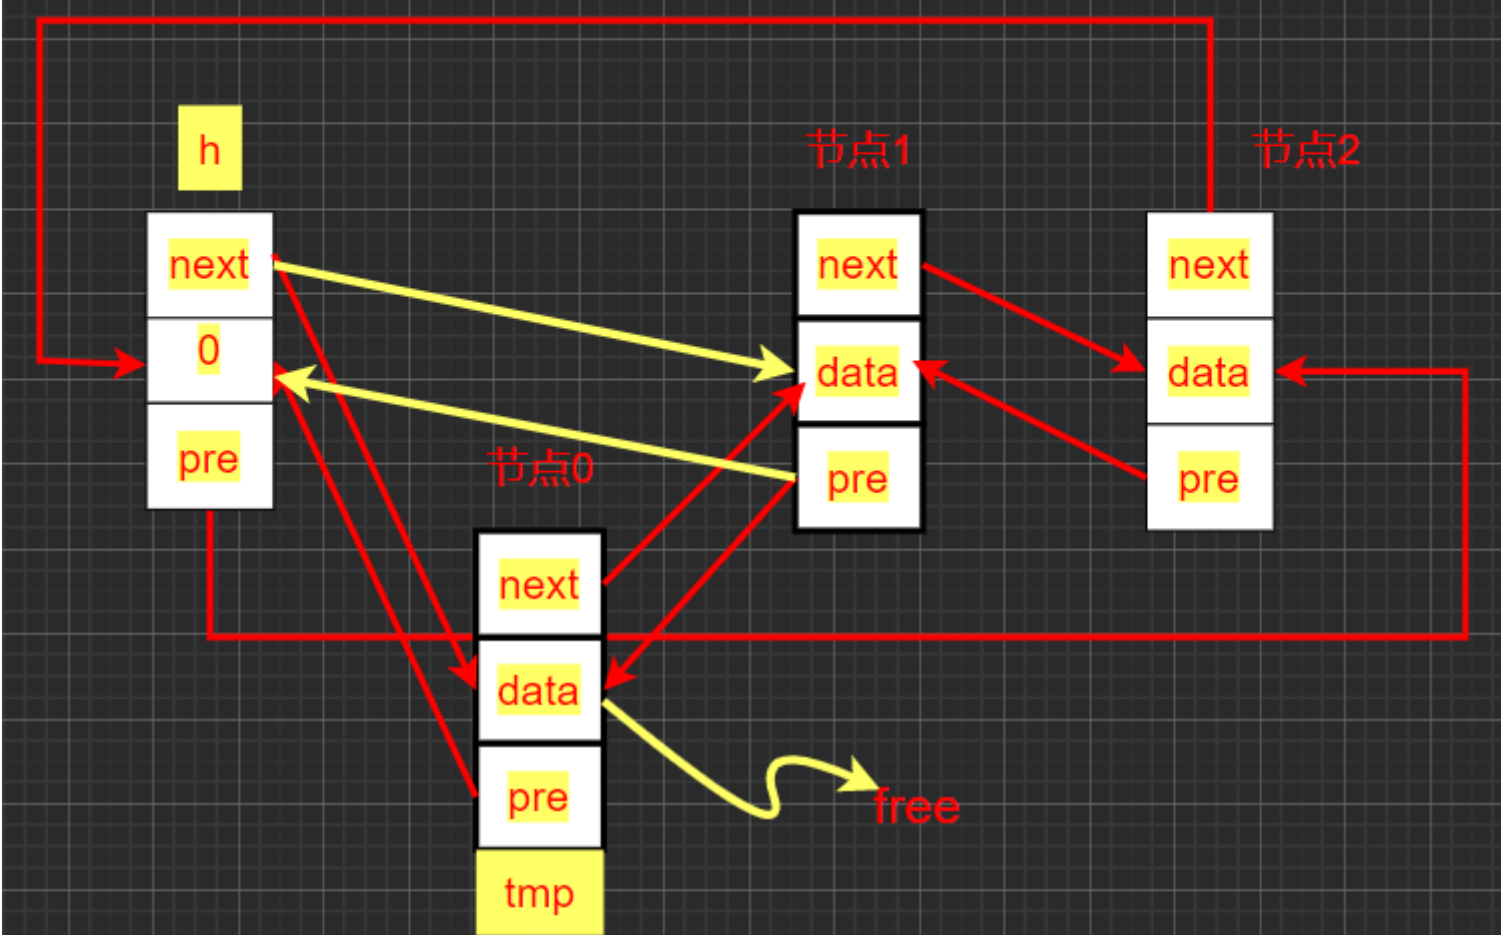 h
节点1
节点2
next
next
next
0
data
data
pre
pre
pre
节点0
next
data
pre
free
tmp